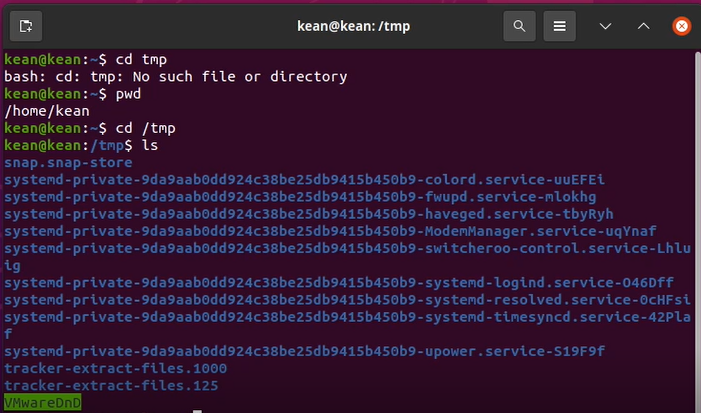 kean@kean: /tmp
kean@kean:~$ cd tmp
bash: cd: tmp: No such file or directory
kean@kean:~$ pwd
/home/kean
kean@kean:~$ cd /tmp
kean@kean:/tmp$ ls
snap.snap-store
systemd-private-9da9aab0dd924c38be25db9415b450b9-colord.service-uuEFEi
systemd-private-9da9aab0dd924c38be25db9415b450b9-fwupd.service-mlokhg
systemd-private-9da9aab0dd924c38be25db9415b450b9-haveged.service-tbyRyh
systemd-private-9da9aab0dd924c38be25db9415b450b9-ModemManager.service-uqYnaf
systemd-private-9da9aab0dd924c38be25db9415b450b9-switcheroo-control.service-Lhlu
ig
systemd-private-9da9aab0dd924c38be25db9415b450b9-systemd-logind.service-O46Dff
systemd-private-9da9aab0dd924c38be25db9415b450b9-systemd-resolved.service-0cHFsi
systemd-private-9da9aab0dd924c38be25db9415b450b9-systemd-timesyncd.service-42Pla
f
systemd-private-9da9aab0dd924c38be25db9415b450b9-upower.service-S19F9f
tracker-extract-files.1000
tracker-extract-files.125
VMwareDnD